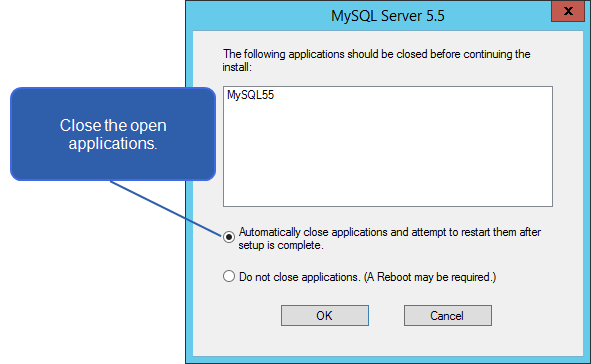 MySQL Server 5.5
X
The following applications should be closed before continuing the
install:
MySQL55
Close the open
applications.
Automatically close applications and attempt to restart them after
setup is complete.
Do not close applications. (A Reboot may be required.)
OK
Cancel